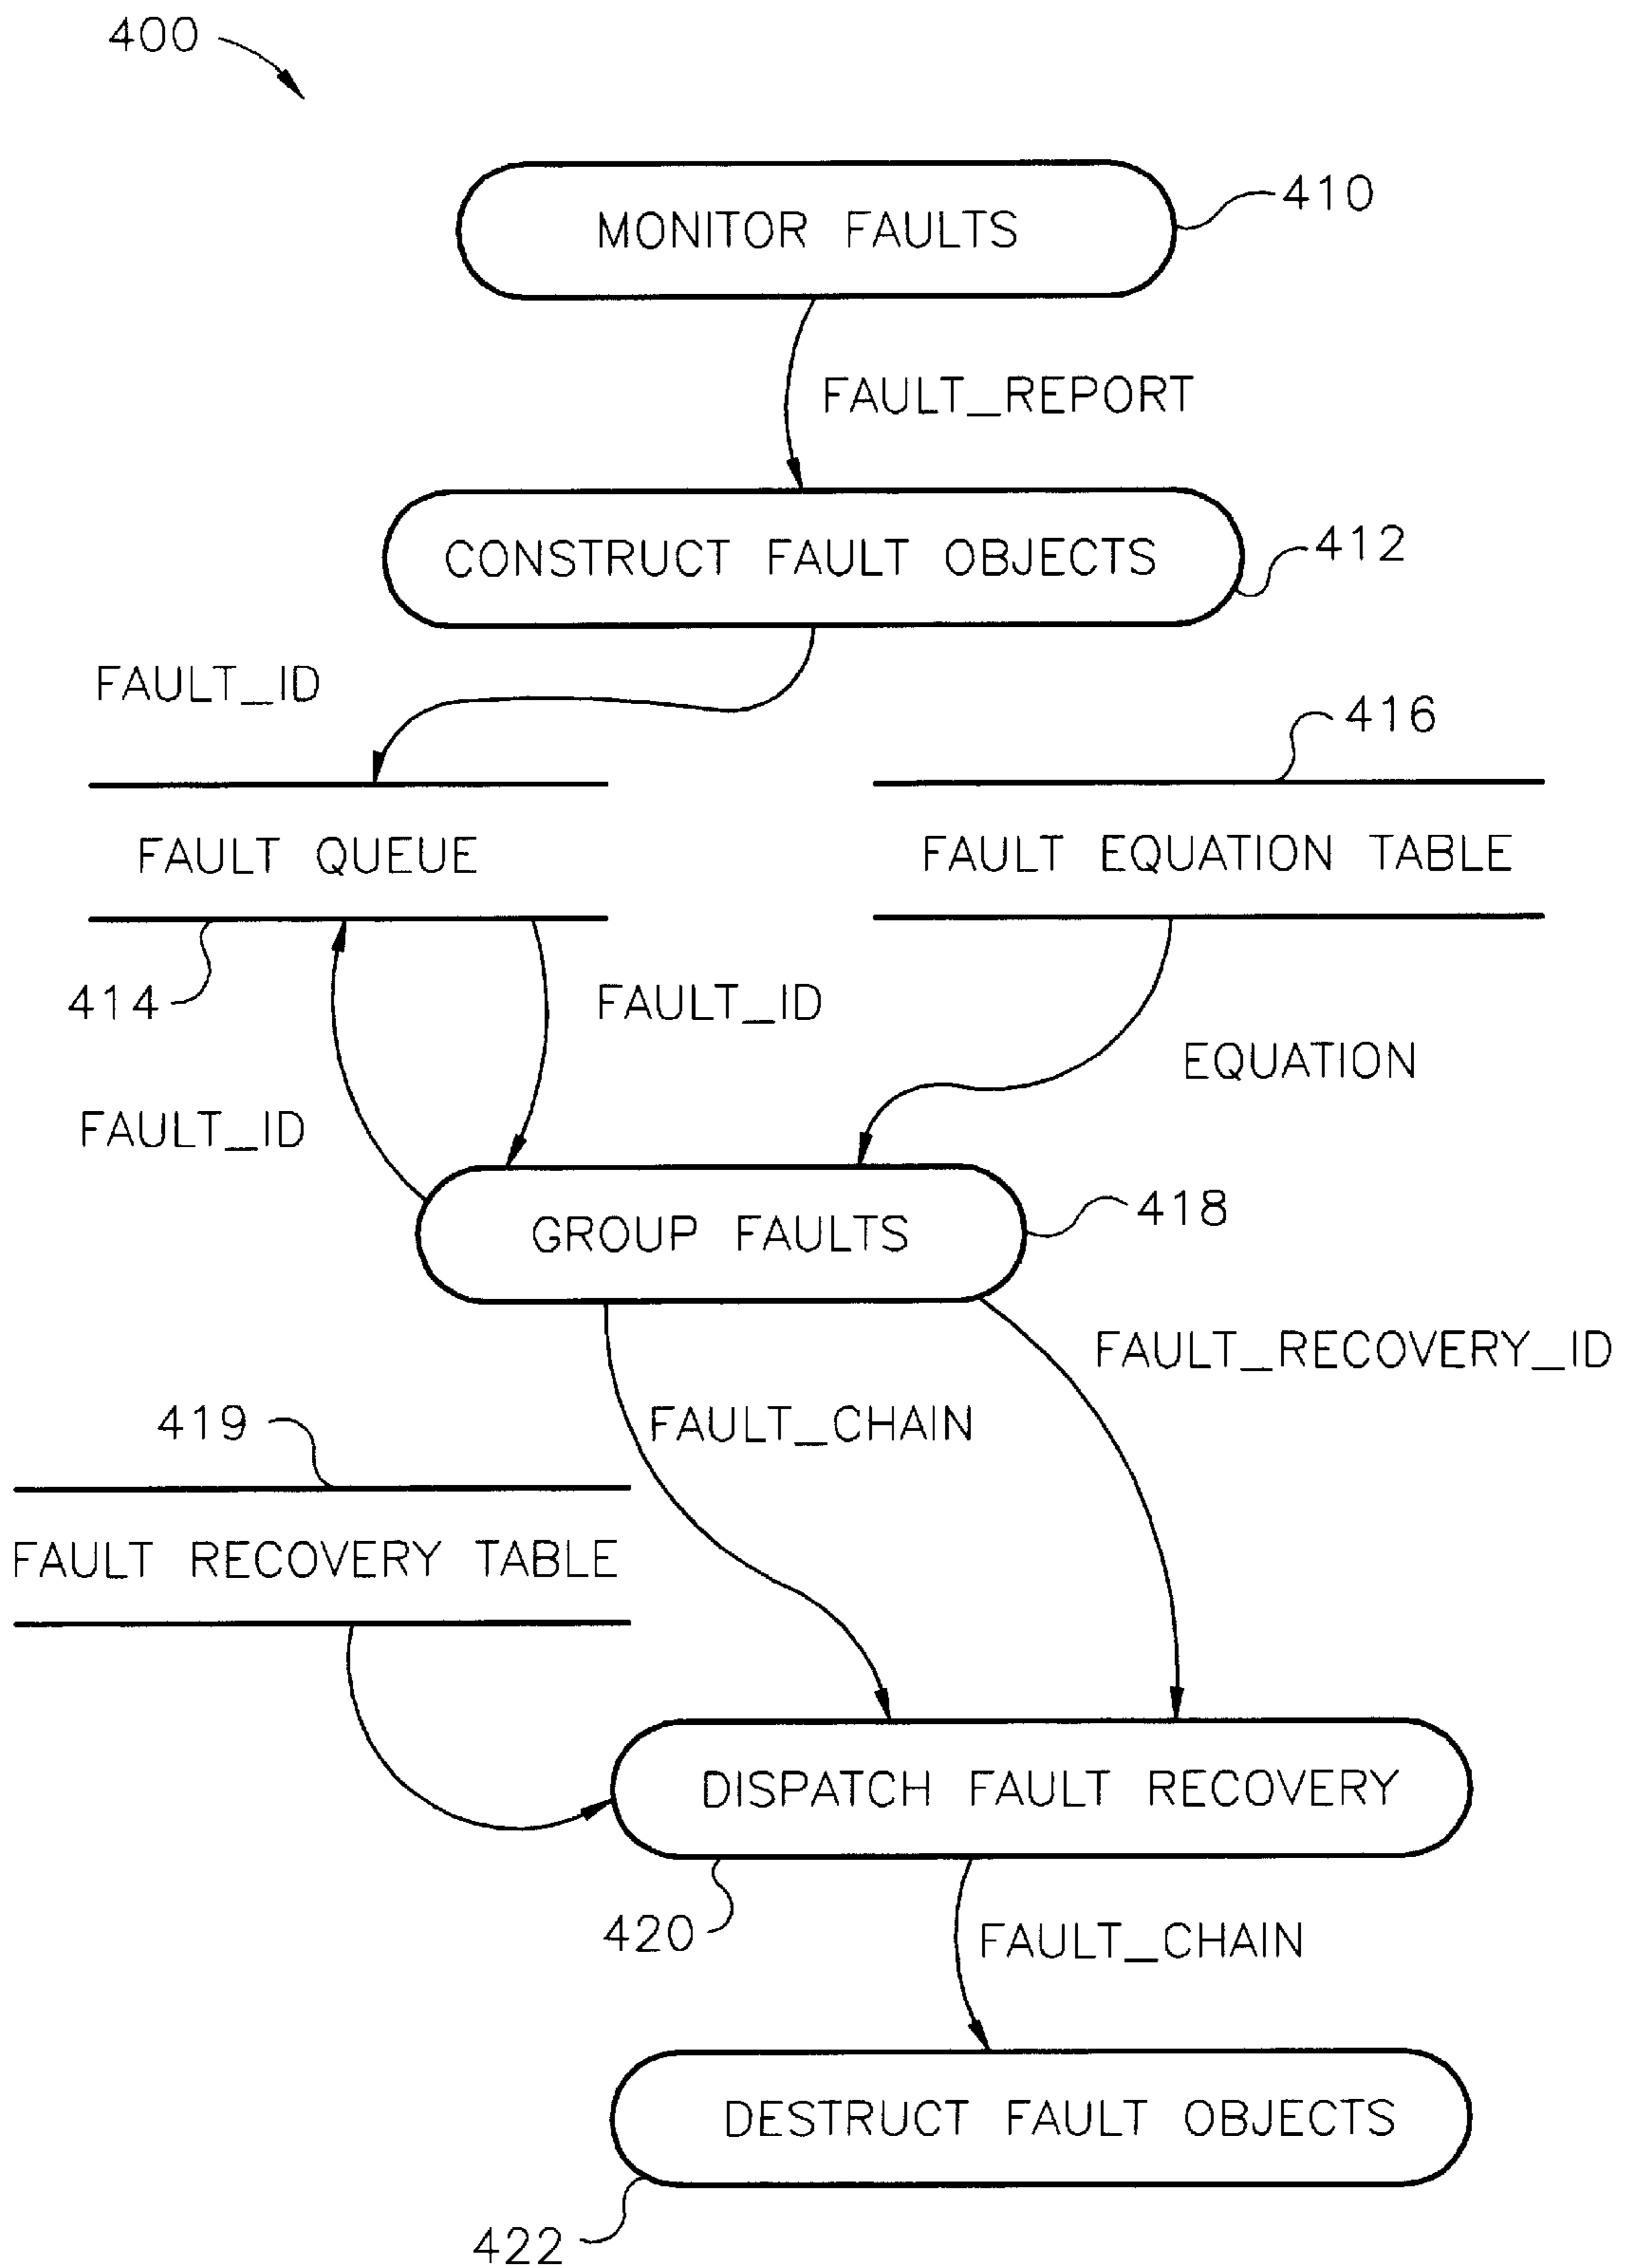 400
MONITOR FAULTS
410
FAULT_REPORT
CONSTRUCT FAULT OBJECTS
412
FAULT_ID
416
FAULT QUEUE
FAULT EQUATION TABLE
414
FAULT_ID
EQUATION
FAULT_ID
GROUP FAULTS
418
FAULT_RECOVERY_ID
FAULT_CHAIN
419
FAULT RECOVERY TABLE
DISPATCH FAULT RECOVERY
420
FAULT_CHAIN
DESTRUCT FAULT OBJECTS
422